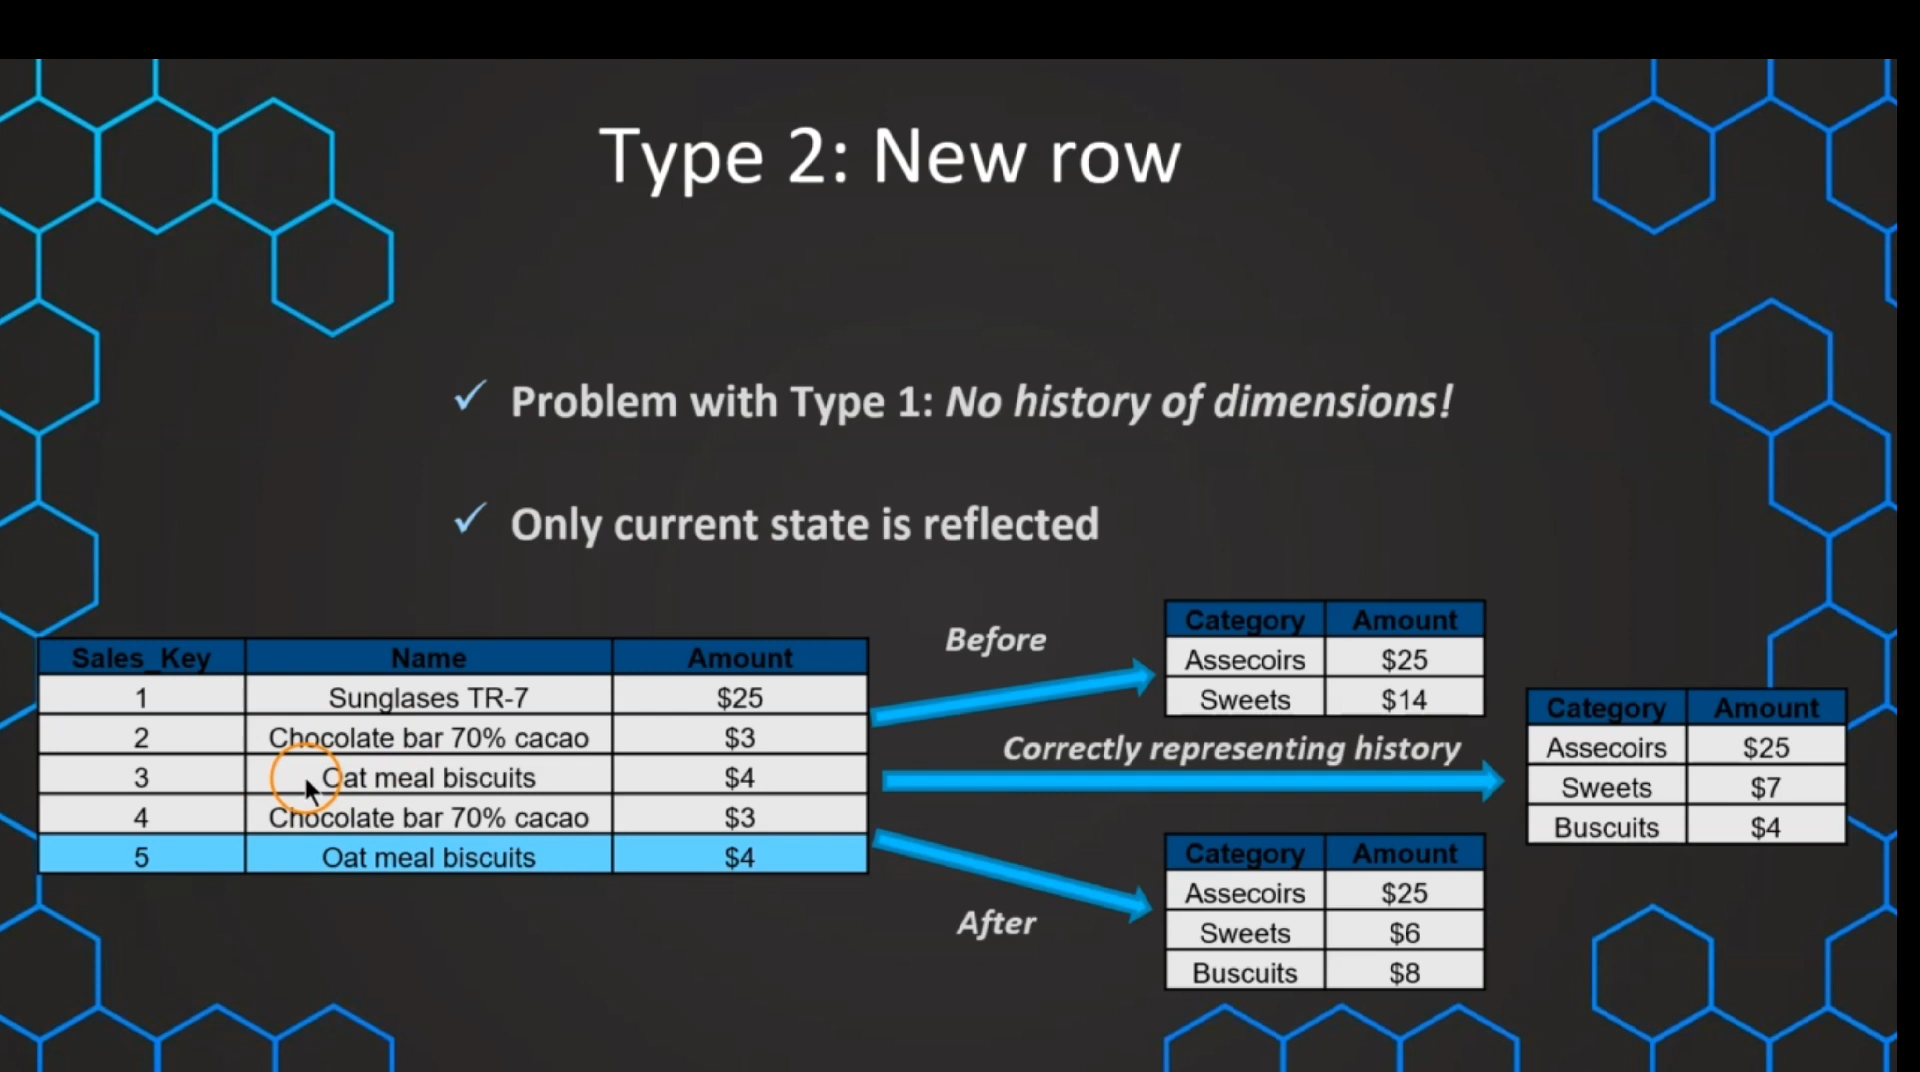 Type 2: New row
✓ Problem with Type 1: No history of dimensions!
✓ Only current state is reflected
Sales_Key Name Amount
1 Sunglases TR-7 $25
2 Chocolate bar 70% cacao $3
3 Oat meal biscuits $4
4 Chocolate bar 70% cacao $3
5 Oat meal biscuits $4
Before
Category Amount
Assecoirs $25
Sweets $14
Correctly representing history
Category Amount
Assecoirs $25
Sweets $7
Buscuits $4
After
Category Amount
Assecoirs $25
Sweets $6
Buscuits $8